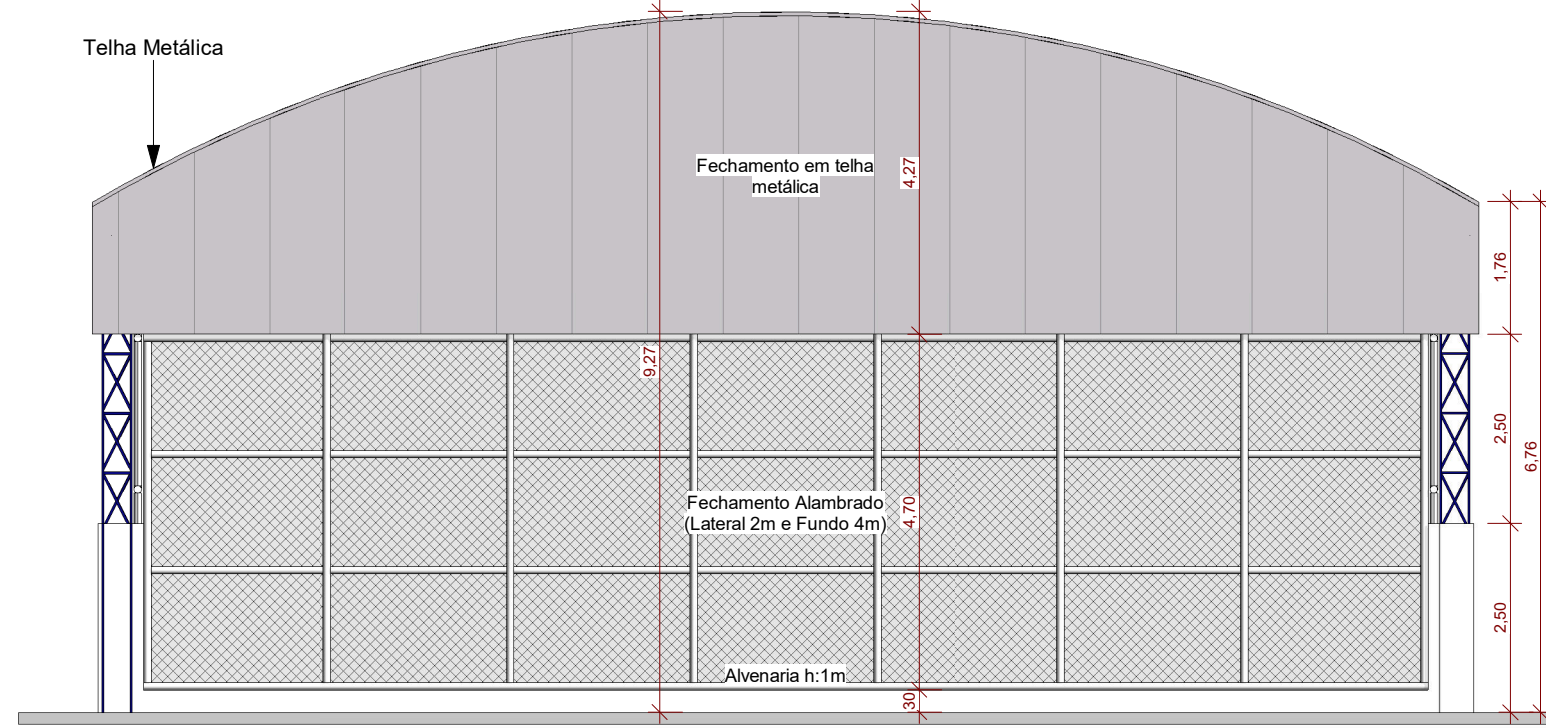 Telha Metálica
Fechamento em telha
metálica
4,27
1,76
9,27
2,50
6,76
Fechamento Alambrado
(Lateral 2m e Fundo 4m)
4,70
2,50
Alvenaria h:1m
30